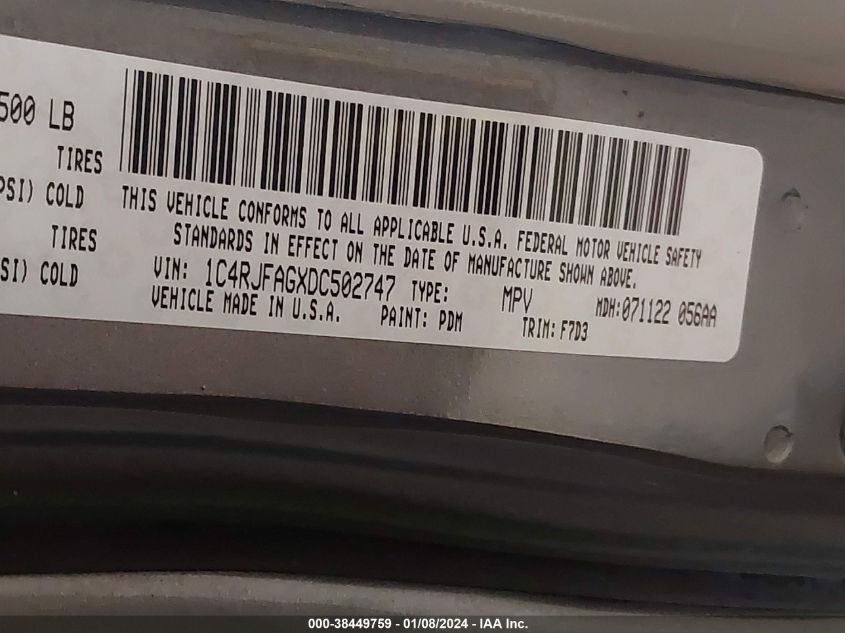 500 LB
TIRES
PSI) COLD
TIRES
SI) COLD
THIS VEHICLE CONFORMS TO ALL APPLICABLE U.S.A. FEDERAL MOTOR VEHICLE SAFETY
STANDARDS IN EFFECT ON THE DATE OF MANUFACTURE SHOWN ABOVE.
VIN: 1C4RJFAGXDC502747 TYPE: MPV MDH:071122 056AA
VEHICLE MADE IN U.S.A. PAINT: PDM TRIM: F7D3
000-38449759 - 01/08/2024 - IAA Inc.